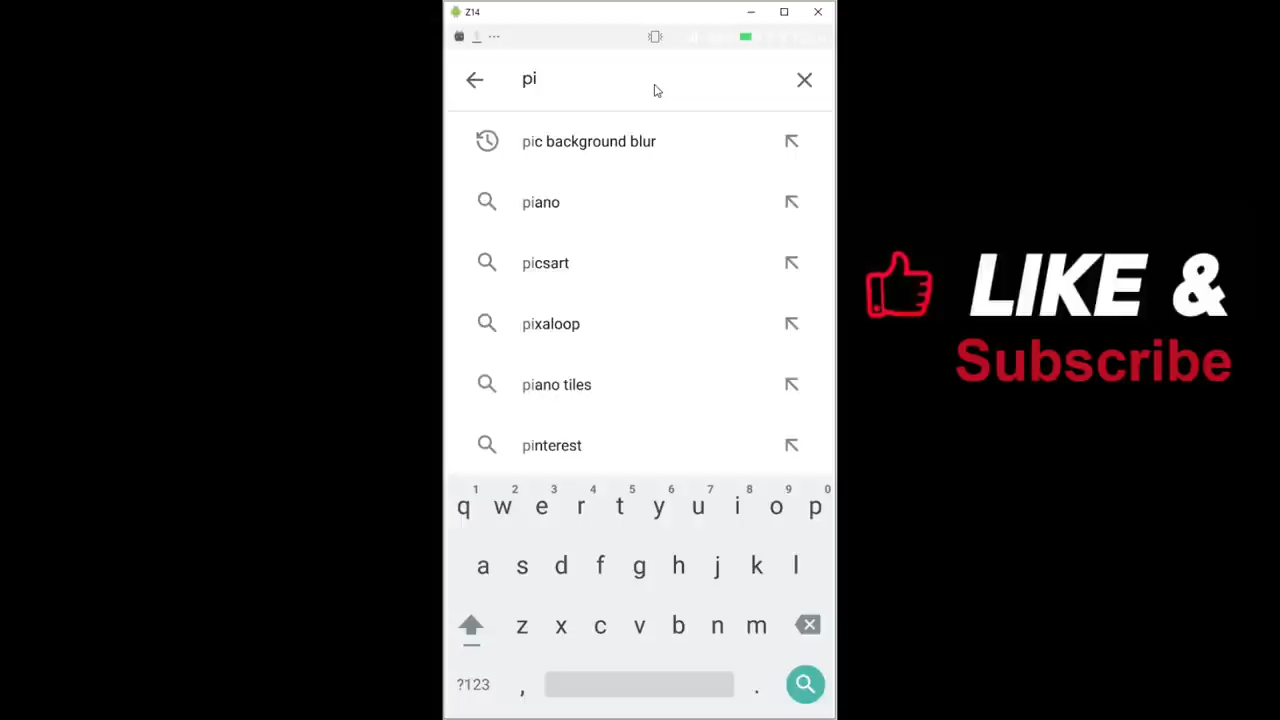 Z14
pi
pic background blur
piano
picsart
pixaloop
piano tiles
pinterest
1 2 3 4 5 6 7 8 9 0
q w e r t y u i o p
a s d f g h j k l
z x c v b n m
?123 , .
LIKE &
Subscribe